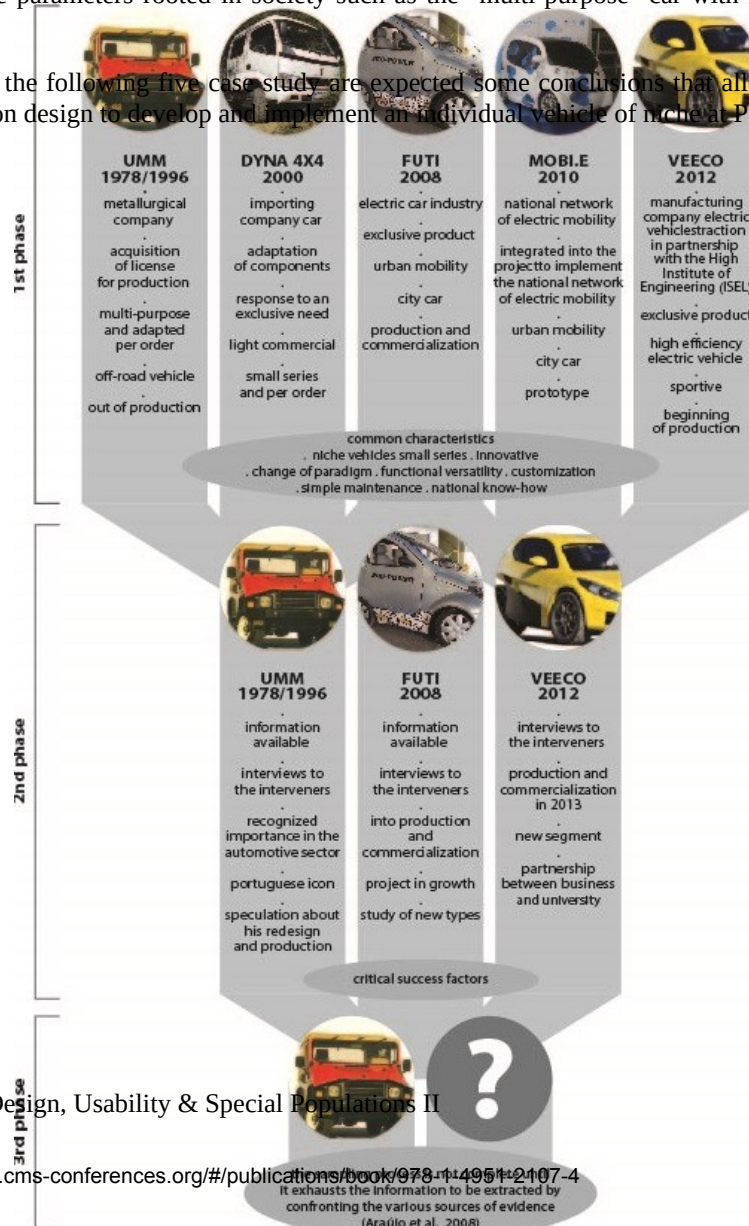 e parameters rooted in society such as the "multi-purpose" car with
the following five case study are expected some conclusions that all
on design to develop and implement an individual vehicle of niche at P
1st phase
UMM
1978/1996
.
metallurgical
company
.
acquisition
of license
for production
.
multi-purpose
and adapted
per order
.
off-road vehicle
.
out of production
DYNA 4X4
2000
.
importing
company car
.
adaptation
of components
.
response to an
exclusive need
.
light commercial
.
small series
and per order
FUTI
2008
.
electric car industry
.
exclusive product
.
urban mobility
.
city car
.
production and
commercialization
MOBI.E
2010
.
national network
of electric mobility
.
integrated into the
projectto implement
the national network
of electric mobility
.
urban mobility
.
city car
.
prototype
VEECO
2012
.
manufacturing
company electric
vehiclestraction
in partnership
with the High
Institute of
Engineering (ISEL)
.
exclusive product
.
high efficiency
electric vehicle
.
sportive
.
beginning
of production
common characteristics
. niche vehicles small series . innovative
. change of paradigm . functional versatility . customization
. simple maintenance . national know-how
2nd phase
UMM
1978/1996
.
information
available
.
interviews to
the interveners
.
recognized
importance in the
automotive sector
.
portuguese icon
.
speculation about
his redesign
and production
FUTI
2008
.
information
available
.
interviews to
the interveners
.
into production
and
commercialization
.
project in growth
.
study of new types
VEECO
2012
.
interviews to
the interveners
.
production and
commercialization
in 2013
.
new segment
.
partnership
between business
and university
critical success factors
3rd phase
?
Design, Usability & Special Populations II
.cms-conferences.org/#/publications/book/978-1-4951-2107-4
it exhausts the information to be extracted by
confronting the various sources of evidence
(Araújo et al. 2008)